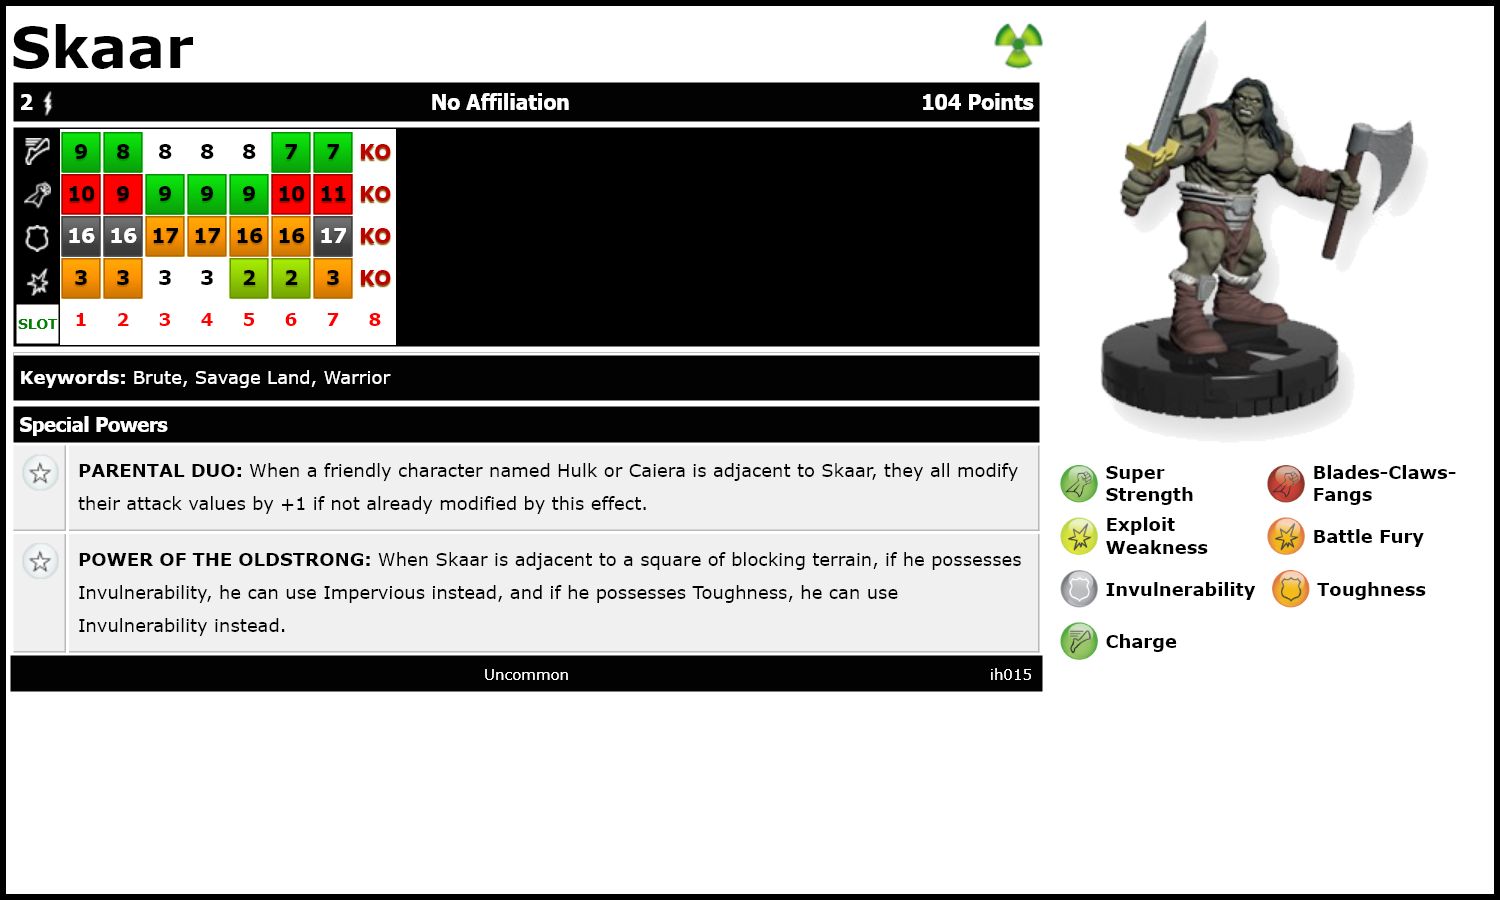 Skaar
2 No Affiliation 104 Points
9 8 8 8 8 7 7 KO
10 9 9 9 9 10 11 KO
16 16 17 17 16 16 17 KO
3 3 3 3 2 2 3 KO
SLOT 1 2 3 4 5 6 7 8
Keywords: Brute, Savage Land, Warrior
Special Powers
PARENTAL DUO: When a friendly character named Hulk or Caiera is adjacent to Skaar, they all modify
their attack values by +1 if not already modified by this effect.
POWER OF THE OLDSTRONG: When Skaar is adjacent to a square of blocking terrain, if he possesses
Invulnerability, he can use Impervious instead, and if he possesses Toughness, he can use
Invulnerability instead.
Uncommon ih015
Super
Strength
Blades-Claws-
Fangs
Exploit
Weakness
Battle Fury
Invulnerability
Toughness
Charge